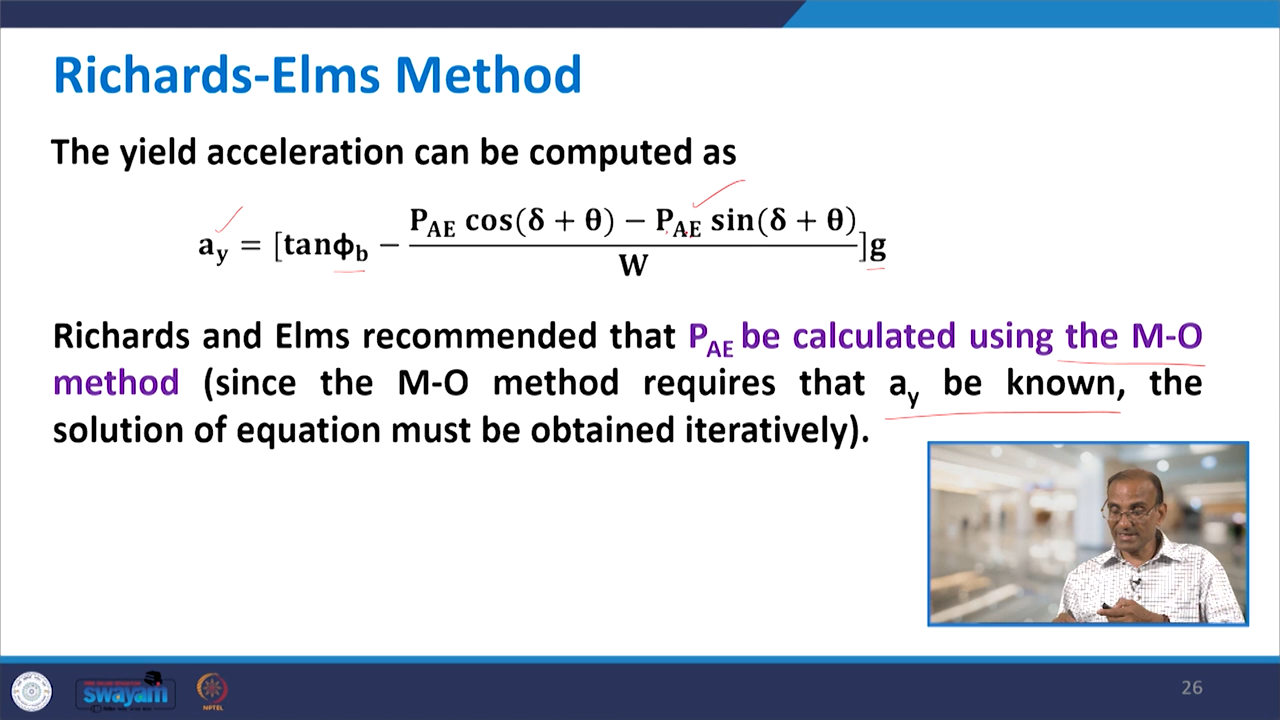 Richards-Elms Method
The yield acceleration can be computed as
a_y = [tanϕ_b − (P_AE cos(δ + θ) − P_AE sin(δ + θ)) / W]g
Richards and Elms recommended that P_AE be calculated using the M-O
method (since the M-O method requires that a_y be known, the
solution of equation must be obtained iteratively).
swayam
NPTEL
26